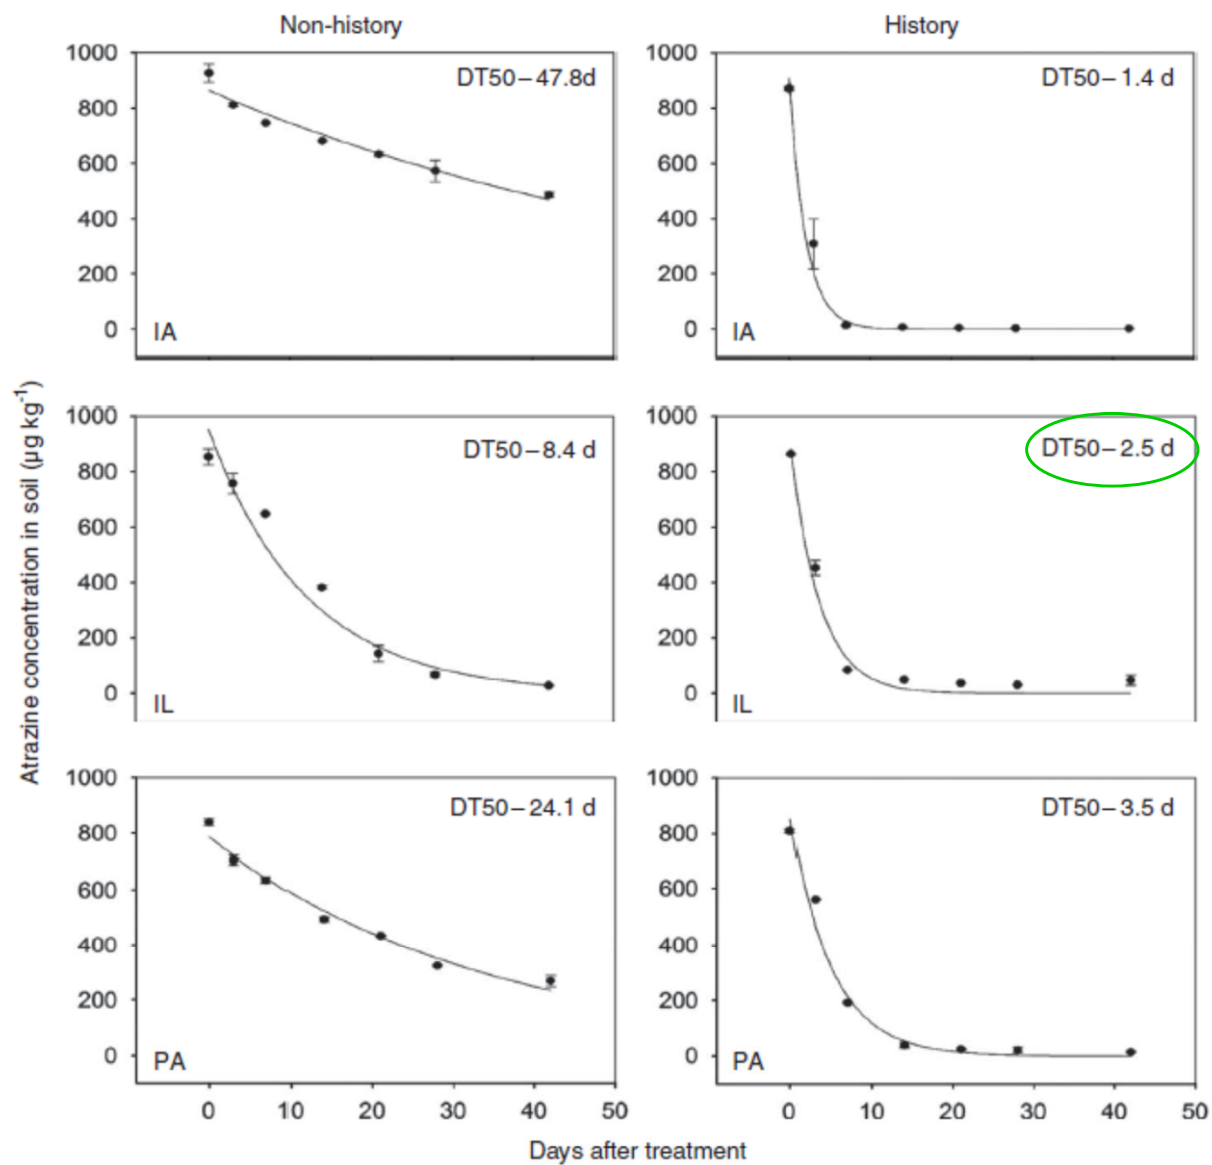 Non-history
History
1000
800
600
400
200
0
DT50–47.8d
IA
1000
800
600
400
200
0
DT50–1.4 d
IA
Atrazine concentration in soil (μg kg-1)
1000
800
600
400
200
0
DT50–8.4 d
IL
1000
800
600
400
200
0
DT50–2.5 d
IL
1000
800
600
400
200
0
DT50–24.1 d
PA
1000
800
600
400
200
0
DT50–3.5 d
PA
0 10 20 30 40 50
0 10 20 30 40 50
Days after treatment